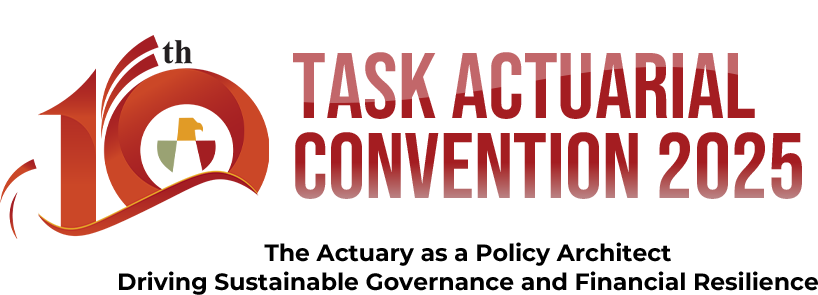 10th
TASK ACTUARIAL
CONVENTION 2025
The Actuary as a Policy Architect
Driving Sustainable Governance and Financial Resilience